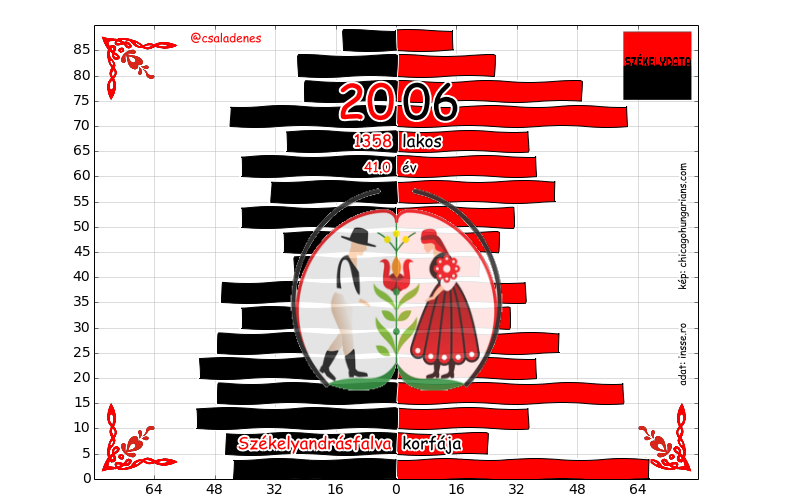 @csaladenes
SZÉKELYDATA
2006
1358 lakos
41,0 év
kép: chicagohungarians.com
adat: insse.ro
Székelyandrásfalva korfája
85
80
75
70
65
60
55
50
45
40
35
30
25
20
15
10
5
0
64 48 32 16 0 16 32 48 64